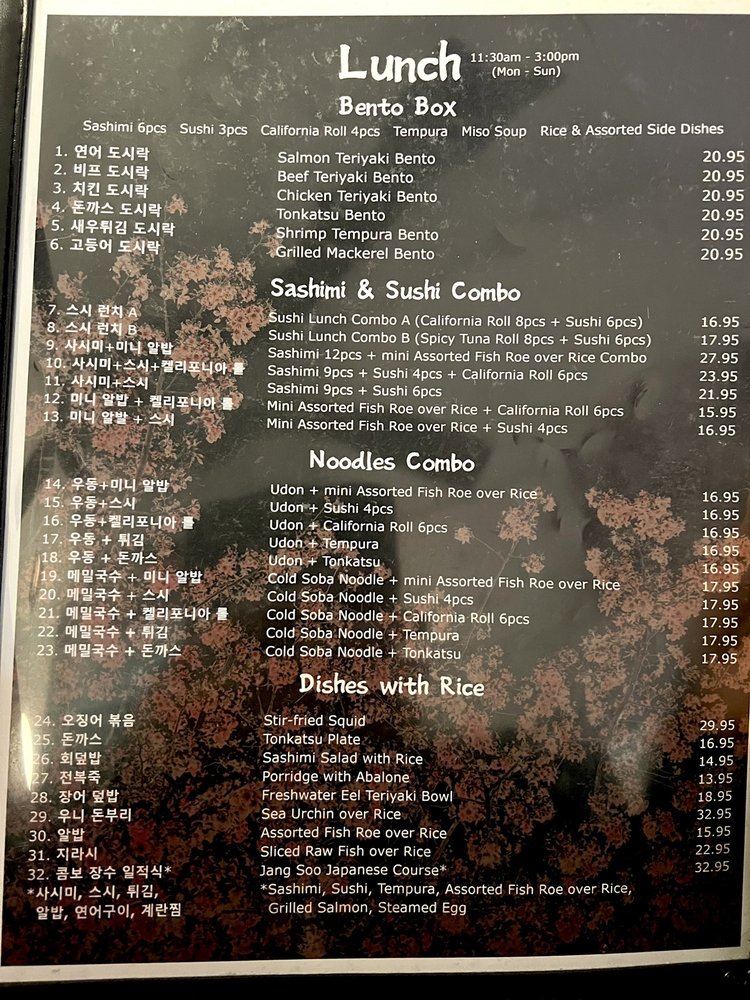 Lunch 11:30am - 3:00pm
(Mon - Sun)
Bento Box
Sashimi 6pcs Sushi 3pcs California Roll 4pcs Tempura Miso Soup Rice & Assorted Side Dishes
1. 연어 도시락 Salmon Teriyaki Bento 20.95
2. 비프 도시락 Beef Teriyaki Bento 20.95
3. 치킨 도시락 Chicken Teriyaki Bento 20.95
4. 돈까스 도시락 Tonkatsu Bento 20.95
5. 새우튀김 도시락 Shrimp Tempura Bento 20.95
6. 고등어 도시락 Grilled Mackerel Bento 20.95
Sashimi & Sushi Combo
7. 스시 런치 A Sushi Lunch Combo A (California Roll 8pcs + Sushi 6pcs) 16.95
8. 스시 런치 B Sushi Lunch Combo B (Spicy Tuna Roll 8pcs + Sushi 6pcs) 17.95
9. 사시미+미니 알밥 Sashimi 12pcs + mini Assorted Fish Roe over Rice Combo 27.95
10. 사시미+스시+켈리포니아 롤 Sashimi 9pcs + Sushi 4pcs + California Roll 6pcs 23.95
11. 사시미+스시 Sashimi 9pcs + Sushi 6pcs 21.95
12. 미니 알밥 + 켈리포니아 롤 Mini Assorted Fish Roe over Rice + California Roll 6pcs 15.95
13. 미니 알밥 + 스시 Mini Assorted Fish Roe over Rice + Sushi 4pcs 16.95
Noodles Combo
14. 우동+미니 알밥 Udon + mini Assorted Fish Roe over Rice 16.95
15. 우동+스시 Udon + Sushi 4pcs 16.95
16. 우동+켈리포니아 롤 Udon + California Roll 6pcs 16.95
17. 우동 + 튀김 Udon + Tempura 16.95
18. 우동 + 돈까스 Udon + Tonkatsu 16.95
19. 메밀국수 + 미니 알밥 Cold Soba Noodle + mini Assorted Fish Roe over Rice 17.95
20. 메밀국수 + 스시 Cold Soba Noodle + Sushi 4pcs 17.95
21. 메밀국수 + 켈리포니아 롤 Cold Soba Noodle + California Roll 6pcs 17.95
22. 메밀국수 + 튀김 Cold Soba Noodle + Tempura 17.95
23. 메밀국수 + 돈까스 Cold Soba Noodle + Tonkatsu 17.95
Dishes with Rice
24. 오징어 볶음 Stir-fried Squid 29.95
25. 돈까스 Tonkatsu Plate 16.95
26. 회덮밥 Sashimi Salad with Rice 14.95
27. 전복죽 Porridge with Abalone 13.95
28. 장어 덮밥 Freshwater Eel Teriyaki Bowl 18.95
29. 우니 돈부리 Sea Urchin over Rice 32.95
30. 알밥 Assorted Fish Roe over Rice 15.95
31. 지라시 Sliced Raw Fish over Rice 22.95
32. 콤보 장수 일적식* Jang Soo Japanese Course* 32.95
*사시미, 스시, 튀김, *Sashimi, Sushi, Tempura, Assorted Fish Roe over Rice,
알밥, 연어구이, 계란찜 Grilled Salmon, Steamed Egg